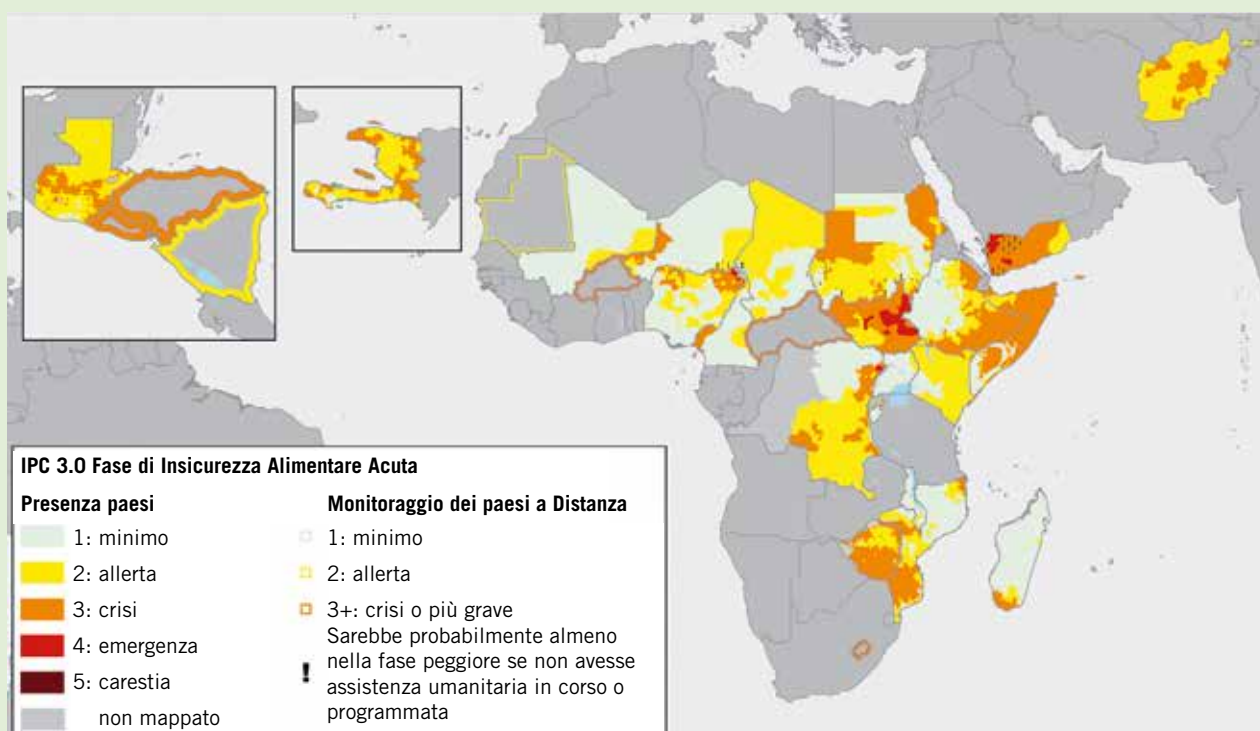 IPC 3.0 Fase di Insicurezza Alimentare Acuta
Presenza paesi
1: minimo
2: allerta
3: crisi
4: emergenza
5: carestia
non mappato
Monitoraggio dei paesi a Distanza
1: minimo
2: allerta
3+: crisi o più grave
Sarebbe probabilmente almeno
nella fase peggiore se non avesse
! assistenza umanitaria in corso o
programmata